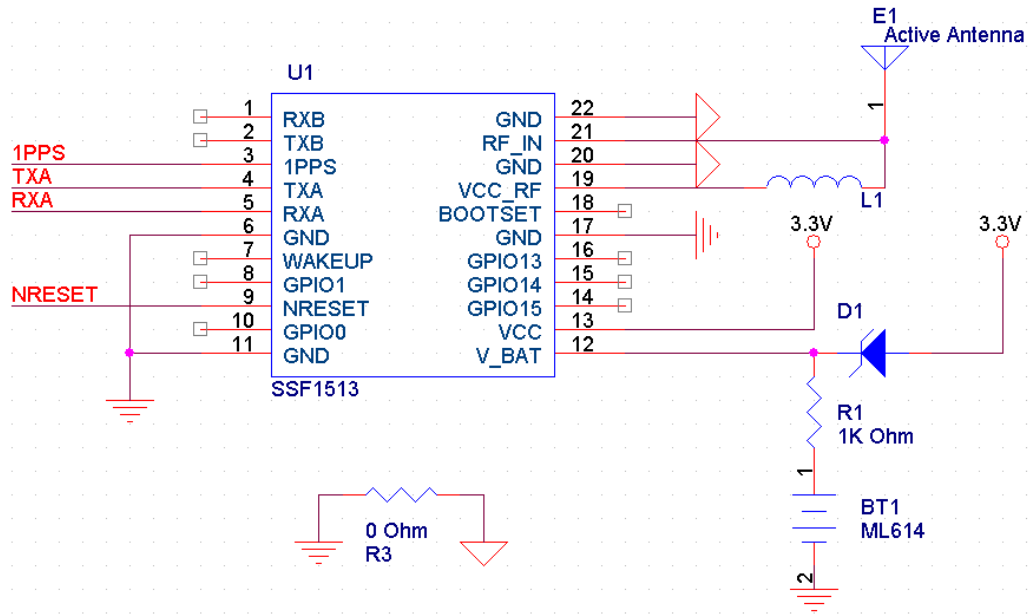 E1
Active Antenna
U1
1
1 RXB
2 TXB
1PPS 3 1PPS
TXA 4 TXA
RXA 5 RXA
6 GND
7 WAKEUP
8 GPIO1
NRESET 9 NRESET
10 GPIO0
11 GND
GND 22
RF_IN 21
GND 20
VCC_RF 19
BOOTSET 18
GND 17
GPIO13 16
GPIO14 15
GPIO15 14
VCC 13
V_BAT 12
SSF1513
L1
3.3V
3.3V
D1
R1
1K Ohm
1
BT1
ML614
2
0 Ohm
R3